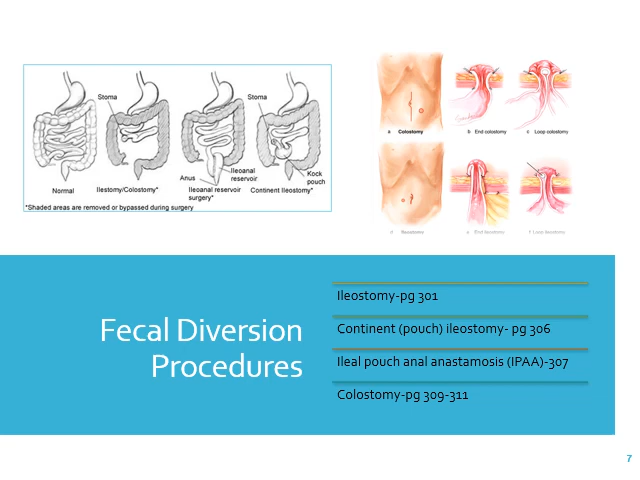 Stoma
Stoma
Anus
Ileoanal
reservoir
Kock
pouch
Normal
Ilestomy/Colostomy*
Ileoanal reservoir
surgery*
Continent Ileostomy*
*Shaded areas are removed or bypassed during surgery
a Colostomy
b End colostomy
c Loop colostomy
d Ileostomy
e End ileostomy
f Loop ileostomy
Fecal Diversion
Procedures
Ileostomy-pg 301
Continent (pouch) ileostomy- pg 306
Ileal pouch anal anastamosis (IPAA)-307
Colostomy-pg 309-311
7